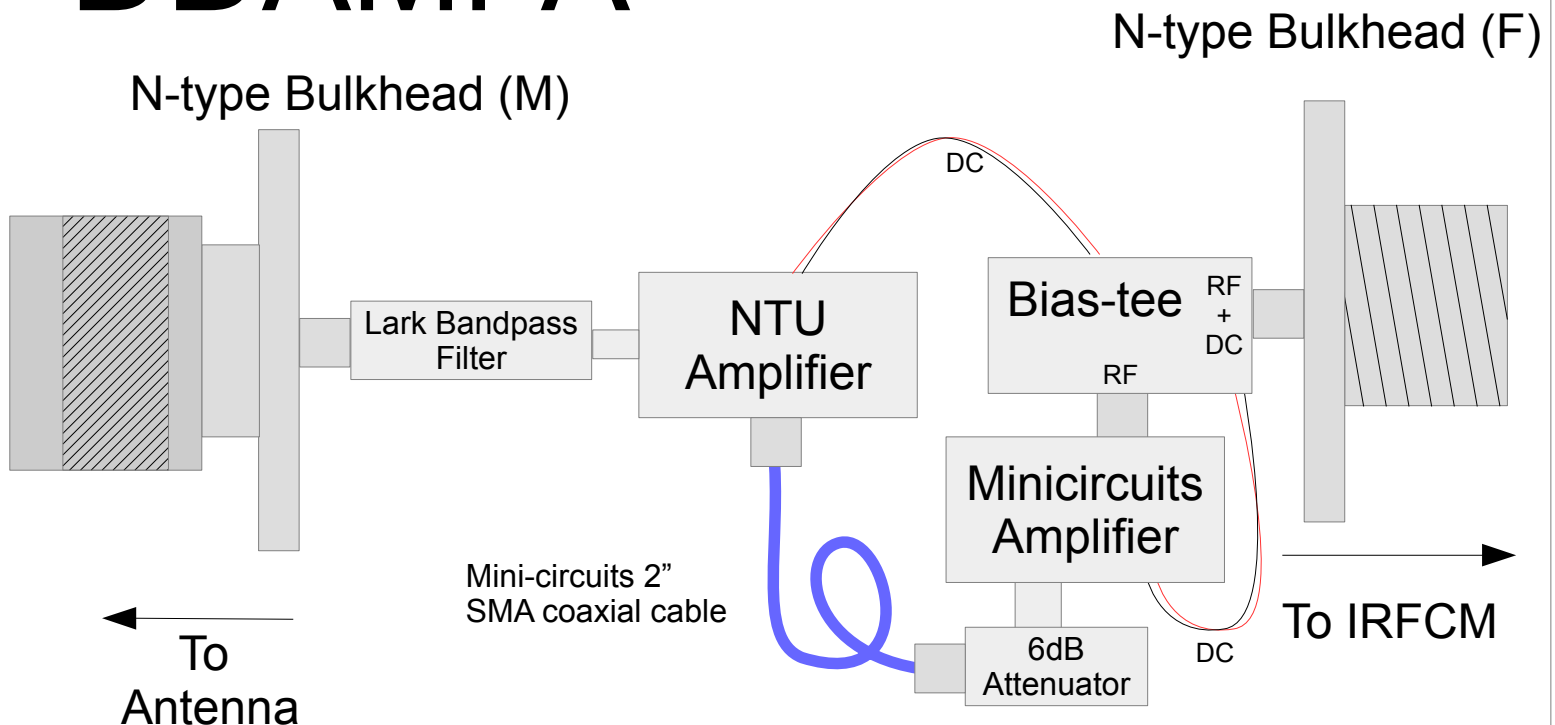 N-type Bulkhead (F)
N-type Bulkhead (M)
DC
Lark Bandpass
Filter
NTU
Amplifier
Bias-tee
RF
+
DC
RF
Minicircuits
Amplifier
Mini-circuits 2”
SMA coaxial cable
6dB
Attenuator
DC
To IRFCM
To
Antenna